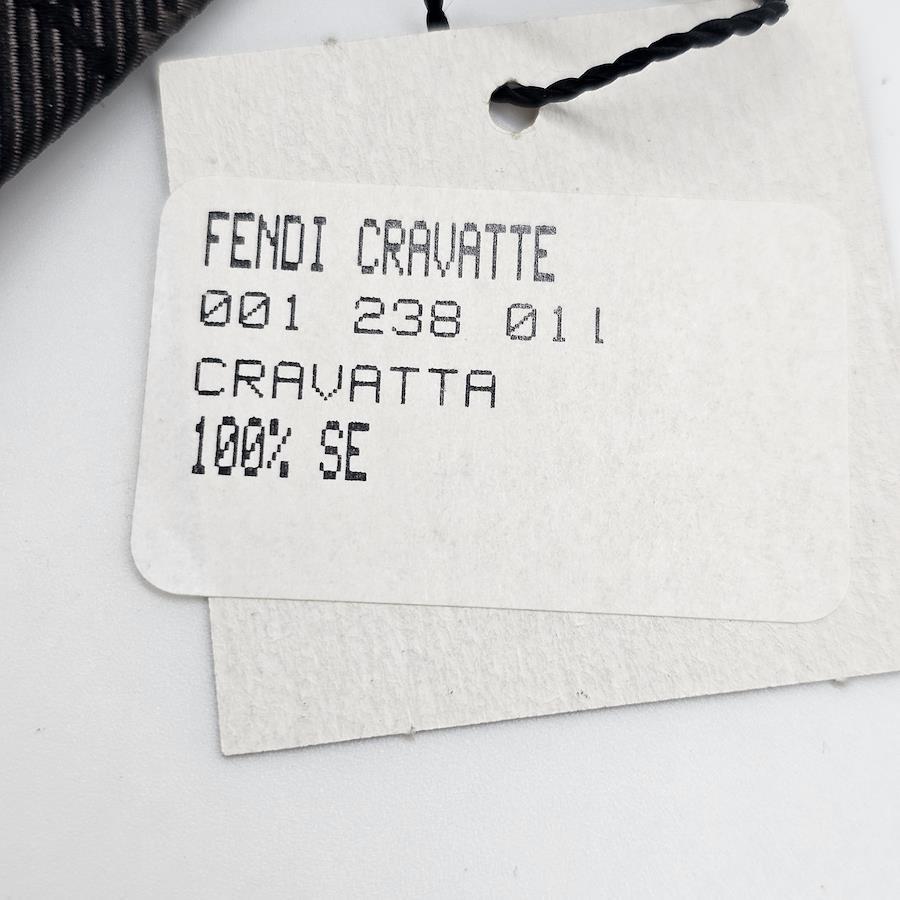 FENDI CRAVATTE
001 238 011
CRAVATTA
100% SE